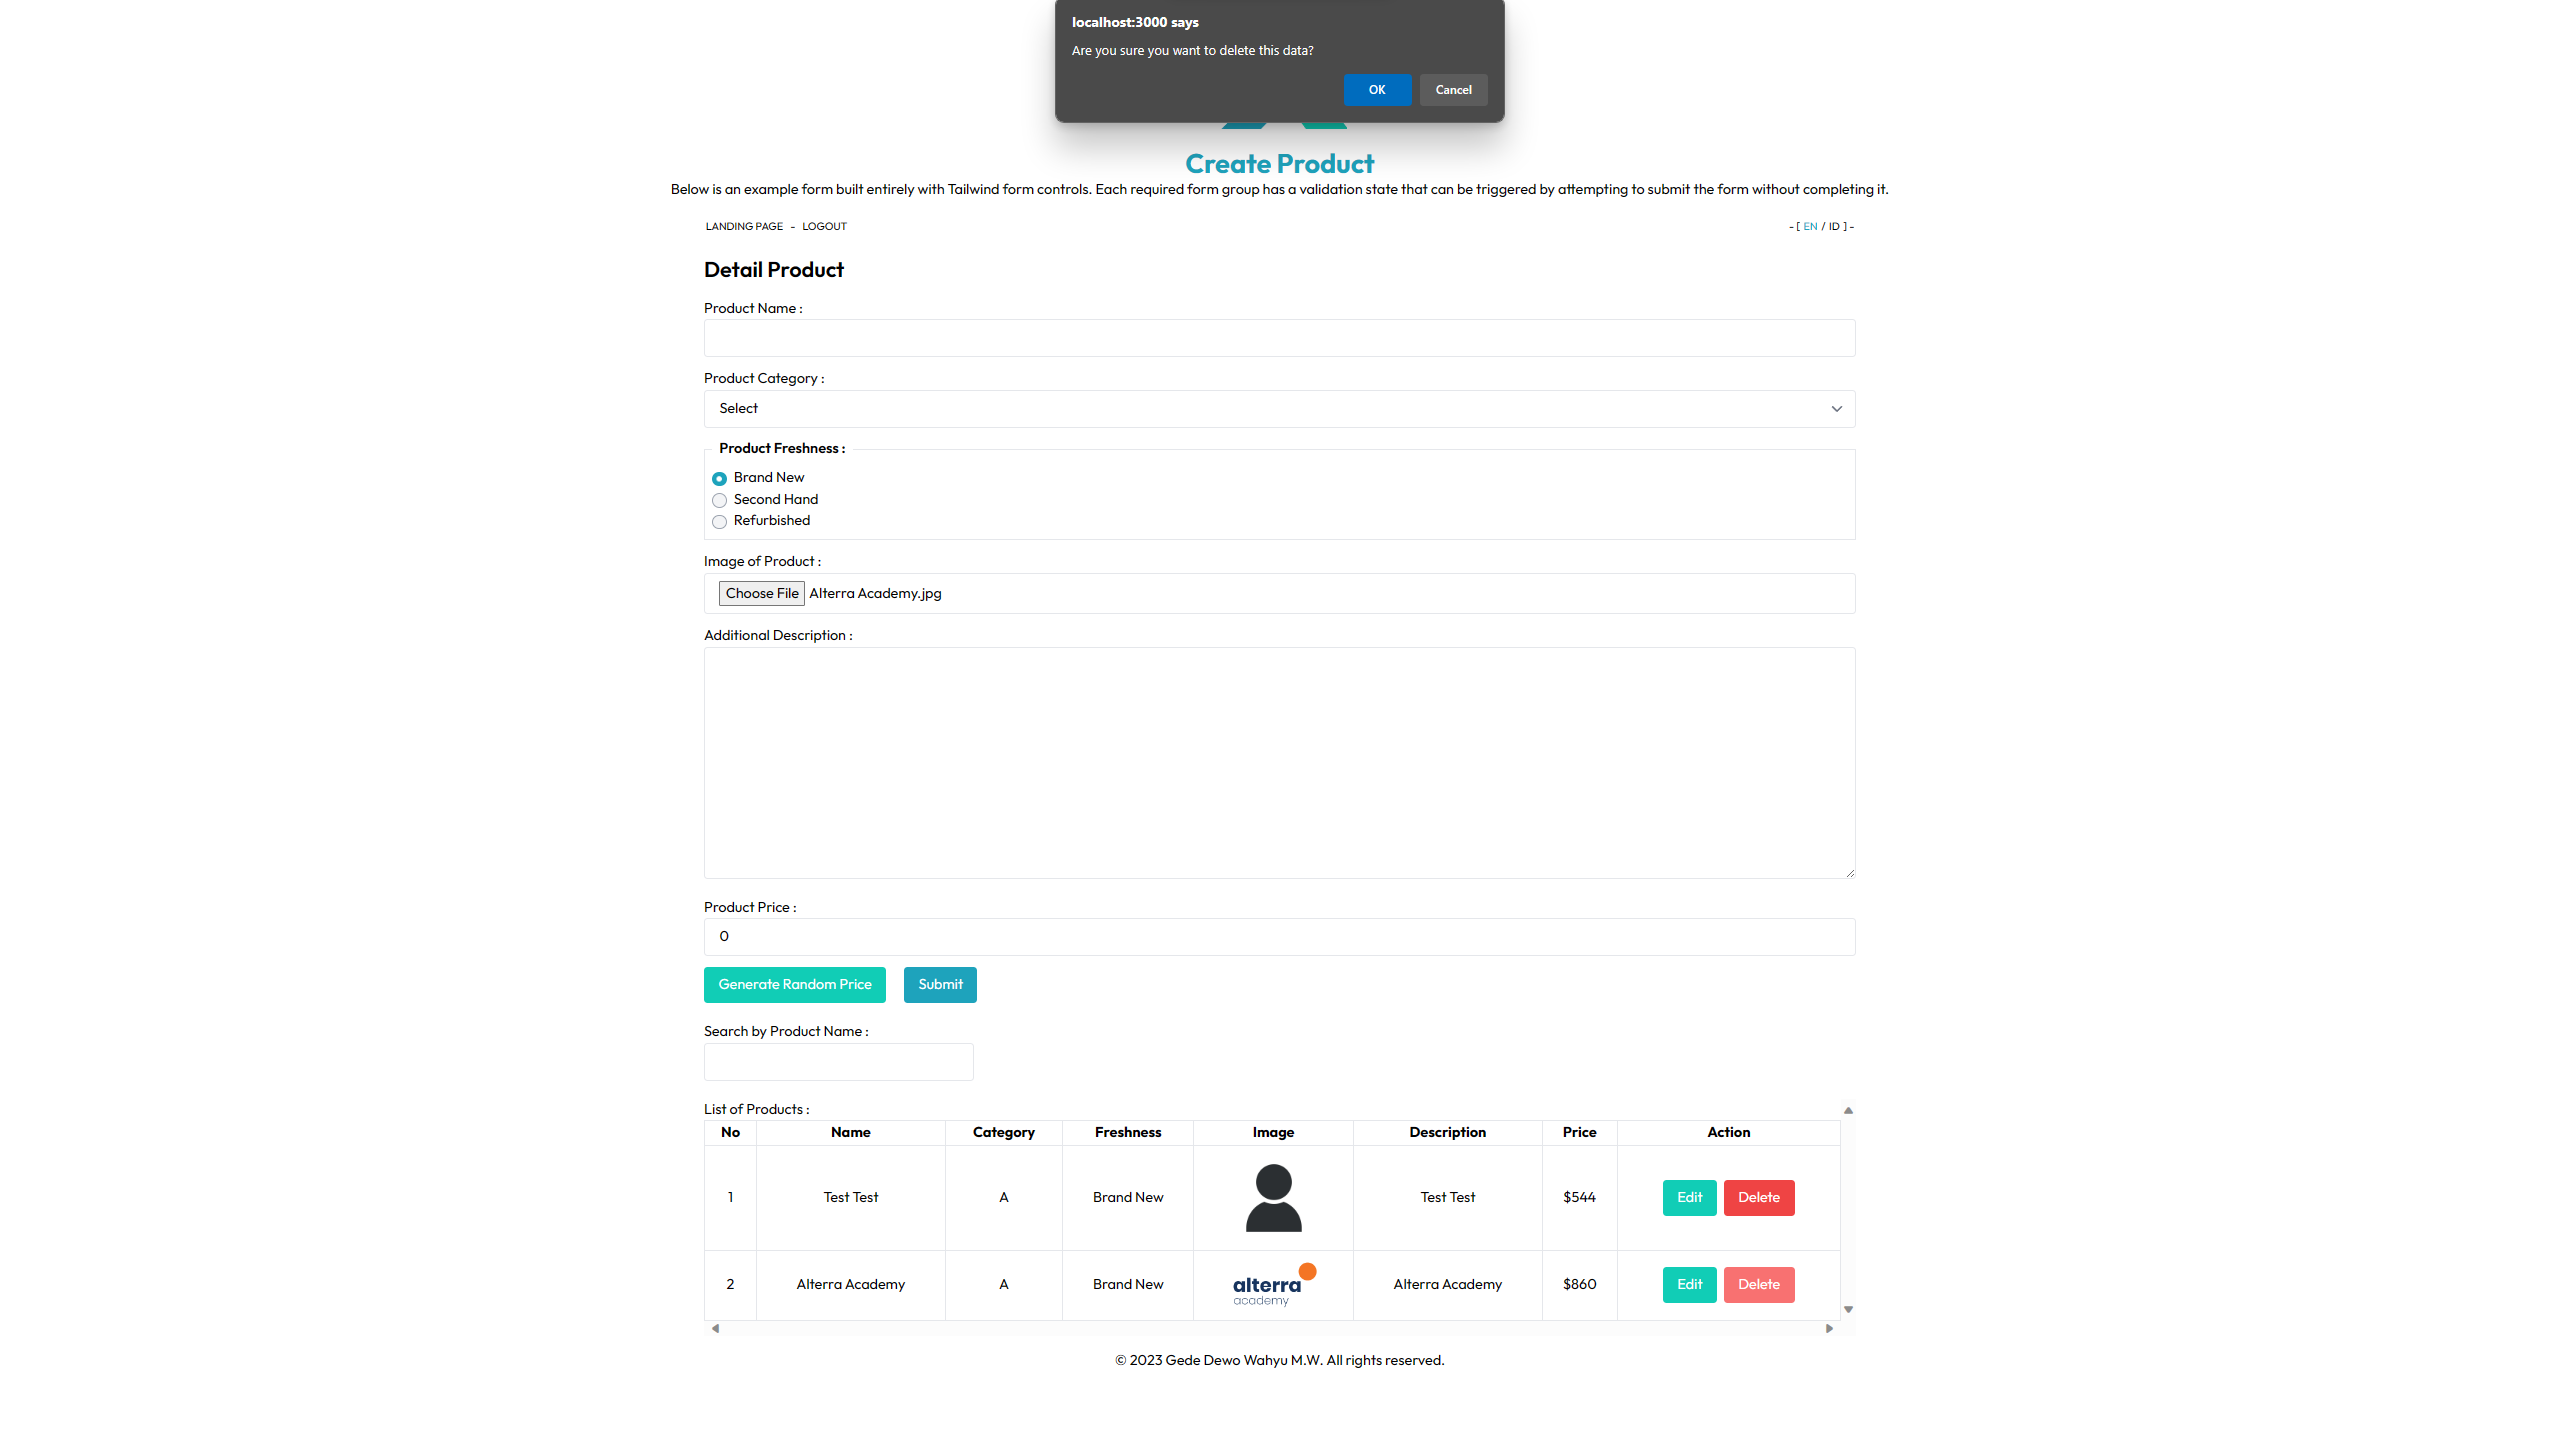 localhost:3000 says
Are you sure you want to delete this data?
OK Cancel
Create Product
Below is an example form built entirely with Tailwind form controls. Each required form group has a validation state that can be triggered by attempting to submit the form without completing it.
LANDING PAGE - LOGOUT - [ EN / ID ] -
Detail Product
Product Name :
Product Category :
Select
Product Freshness :
Brand New
Second Hand
Refurbished
Image of Product :
Choose File Alterra Academy.jpg
Additional Description :
Product Price :
0
Generate Random Price Submit
Search by Product Name :
List of Products :
No Name Category Freshness Image Description Price Action
1 Test Test A Brand New Test Test $544 Edit Delete
2 Alterra Academy A Brand New alterra academy Alterra Academy $860 Edit Delete
© 2023 Gede Dewo Wahyu M.W. All rights reserved.